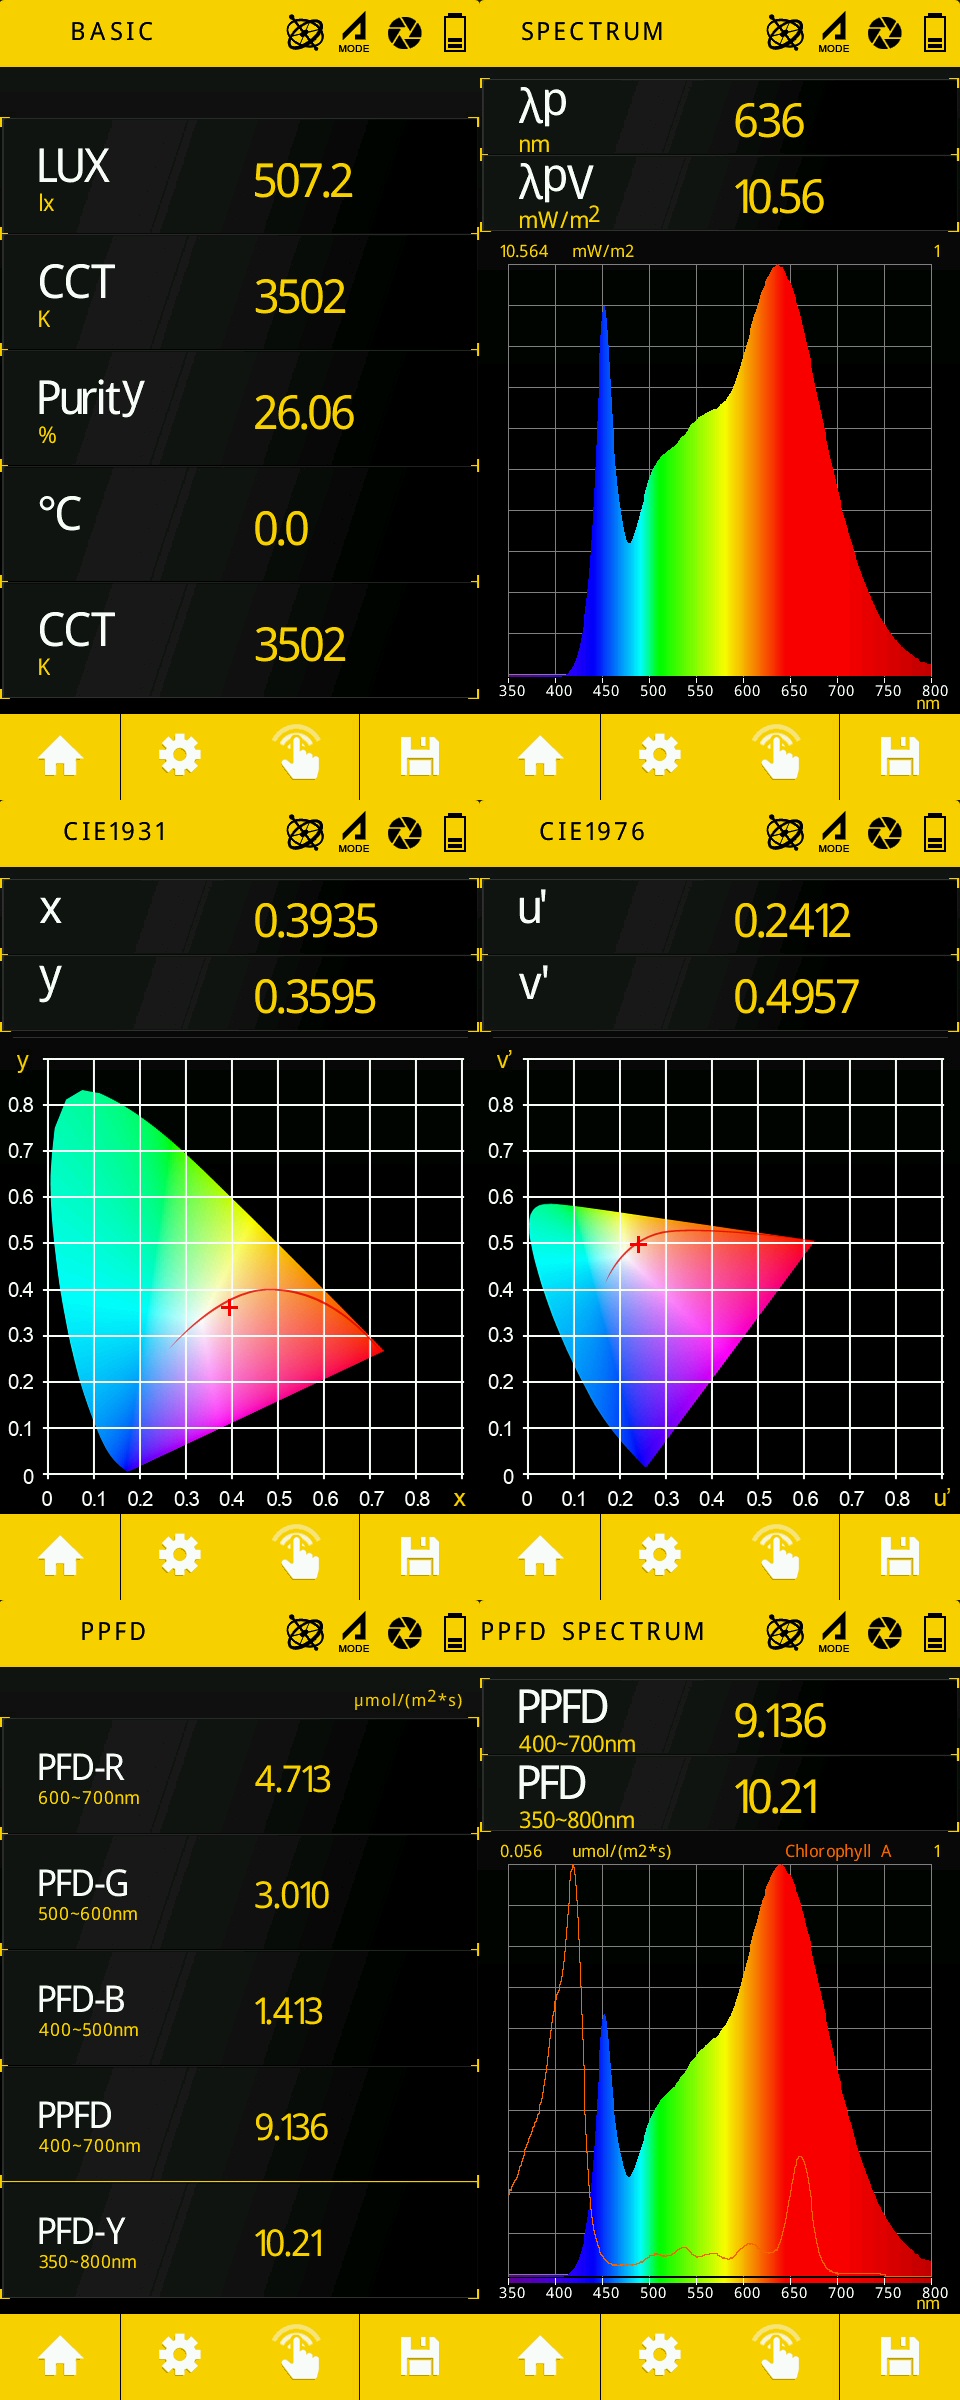 BASIC
MODE
LUX
lx
507.2
CCT
K
3502
Purity
%
26.06
°C
0.0
CCT
K
3502
SPECTRUM
MODE
λp
nm
636
λpV
mW/m2
10.56
10.564 mW/m2 1
350 400 450 500 550 600 650 700 750 800
nm
CIE1931
MODE
x
0.3935
y
0.3595
y
0.8
0.7
0.6
0.5
0.4
0.3
0.2
0.1
0
0 0.1 0.2 0.3 0.4 0.5 0.6 0.7 0.8 x
CIE1976
MODE
u'
0.2412
v'
0.4957
v'
0.8
0.7
0.6
0.5
0.4
0.3
0.2
0.1
0
0 0.1 0.2 0.3 0.4 0.5 0.6 0.7 0.8 u'
PPFD
MODE
μmol/(m2*s)
PFD-R
600~700nm
4.713
PFD-G
500~600nm
3.010
PFD-B
400~500nm
1.413
PPFD
400~700nm
9.136
PFD-Y
350~800nm
10.21
PPFD SPECTRUM
MODE
PPFD
400~700nm
9.136
PFD
350~800nm
10.21
0.056 umol/(m2*s) Chlorophyll A 1
350 400 450 500 550 600 650 700 750 800
nm